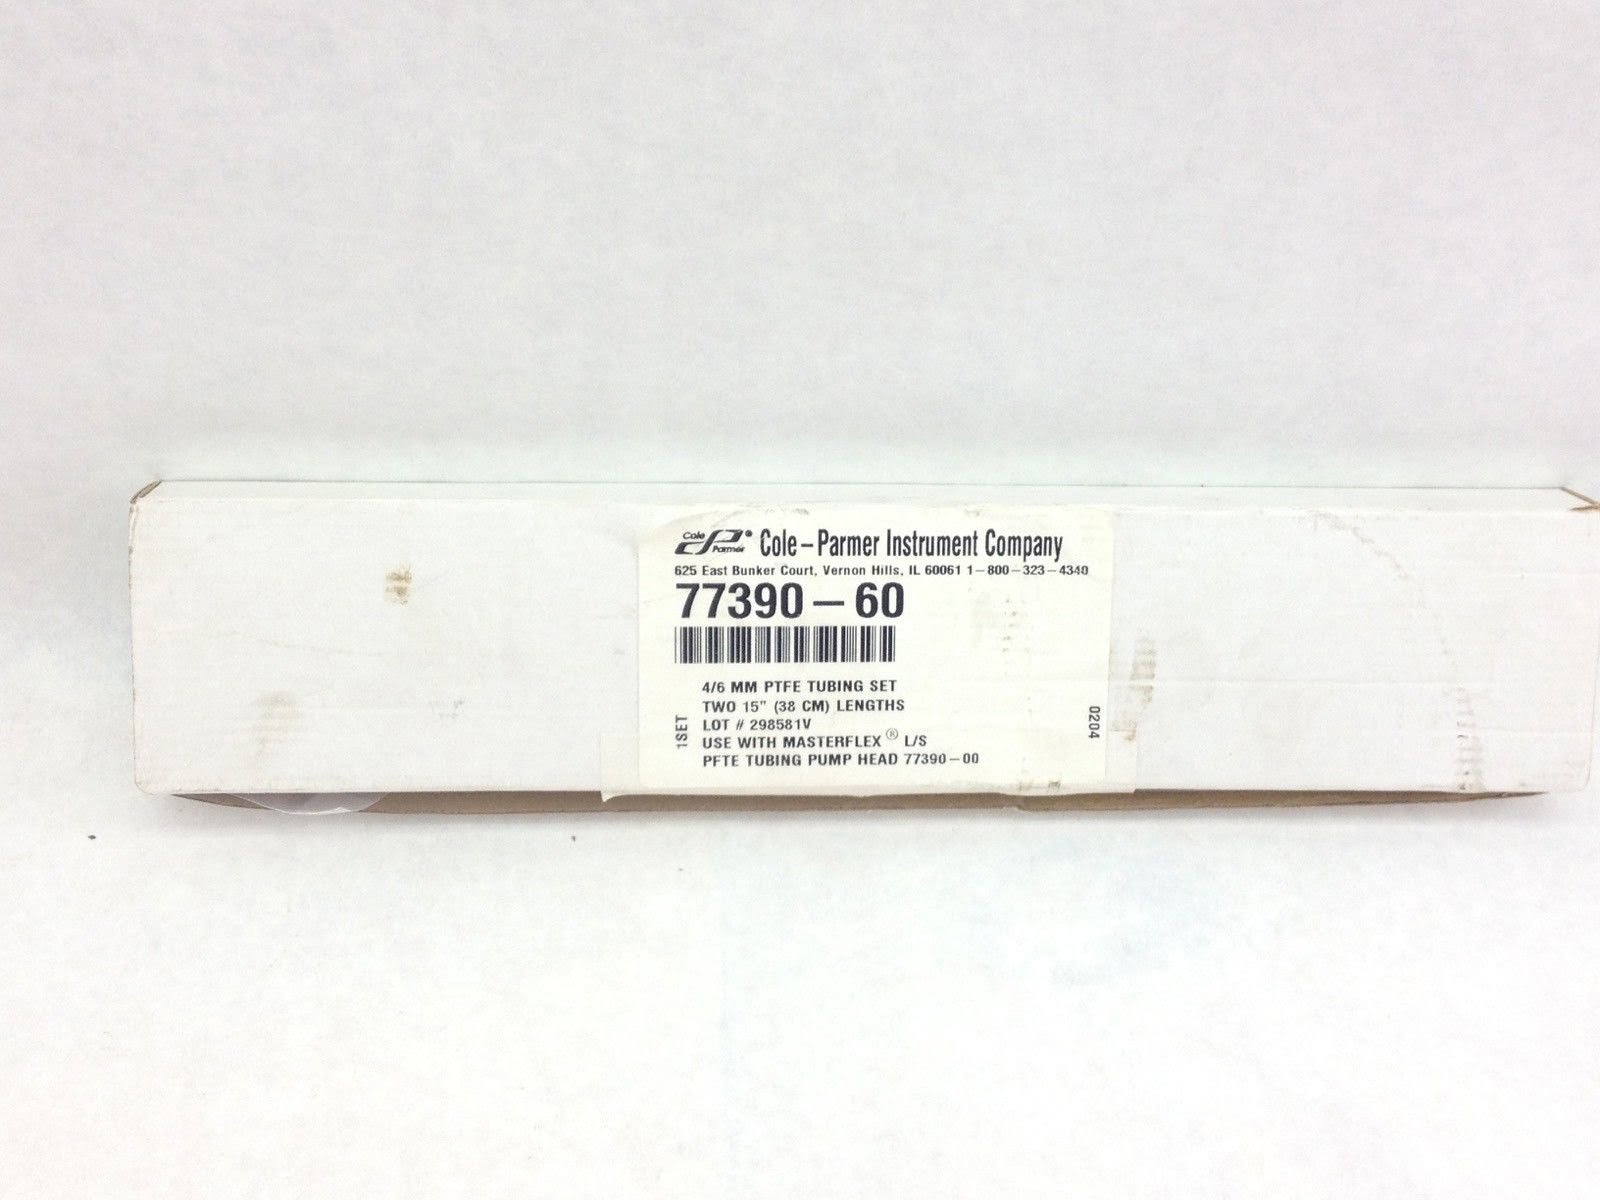 Cole Parmer ® Cole-Parmer Instrument Company
625 East Bunker Court, Vernon Hills, IL 60061 1-800-323-4340
77390-60
4/6 MM PTFE TUBING SET
TWO 15" (38 CM) LENGTHS
LOT # 298581V
USE WITH MASTERFLEX ® L/S
PFTE TUBING PUMP HEAD 77390-00
1SET
0204